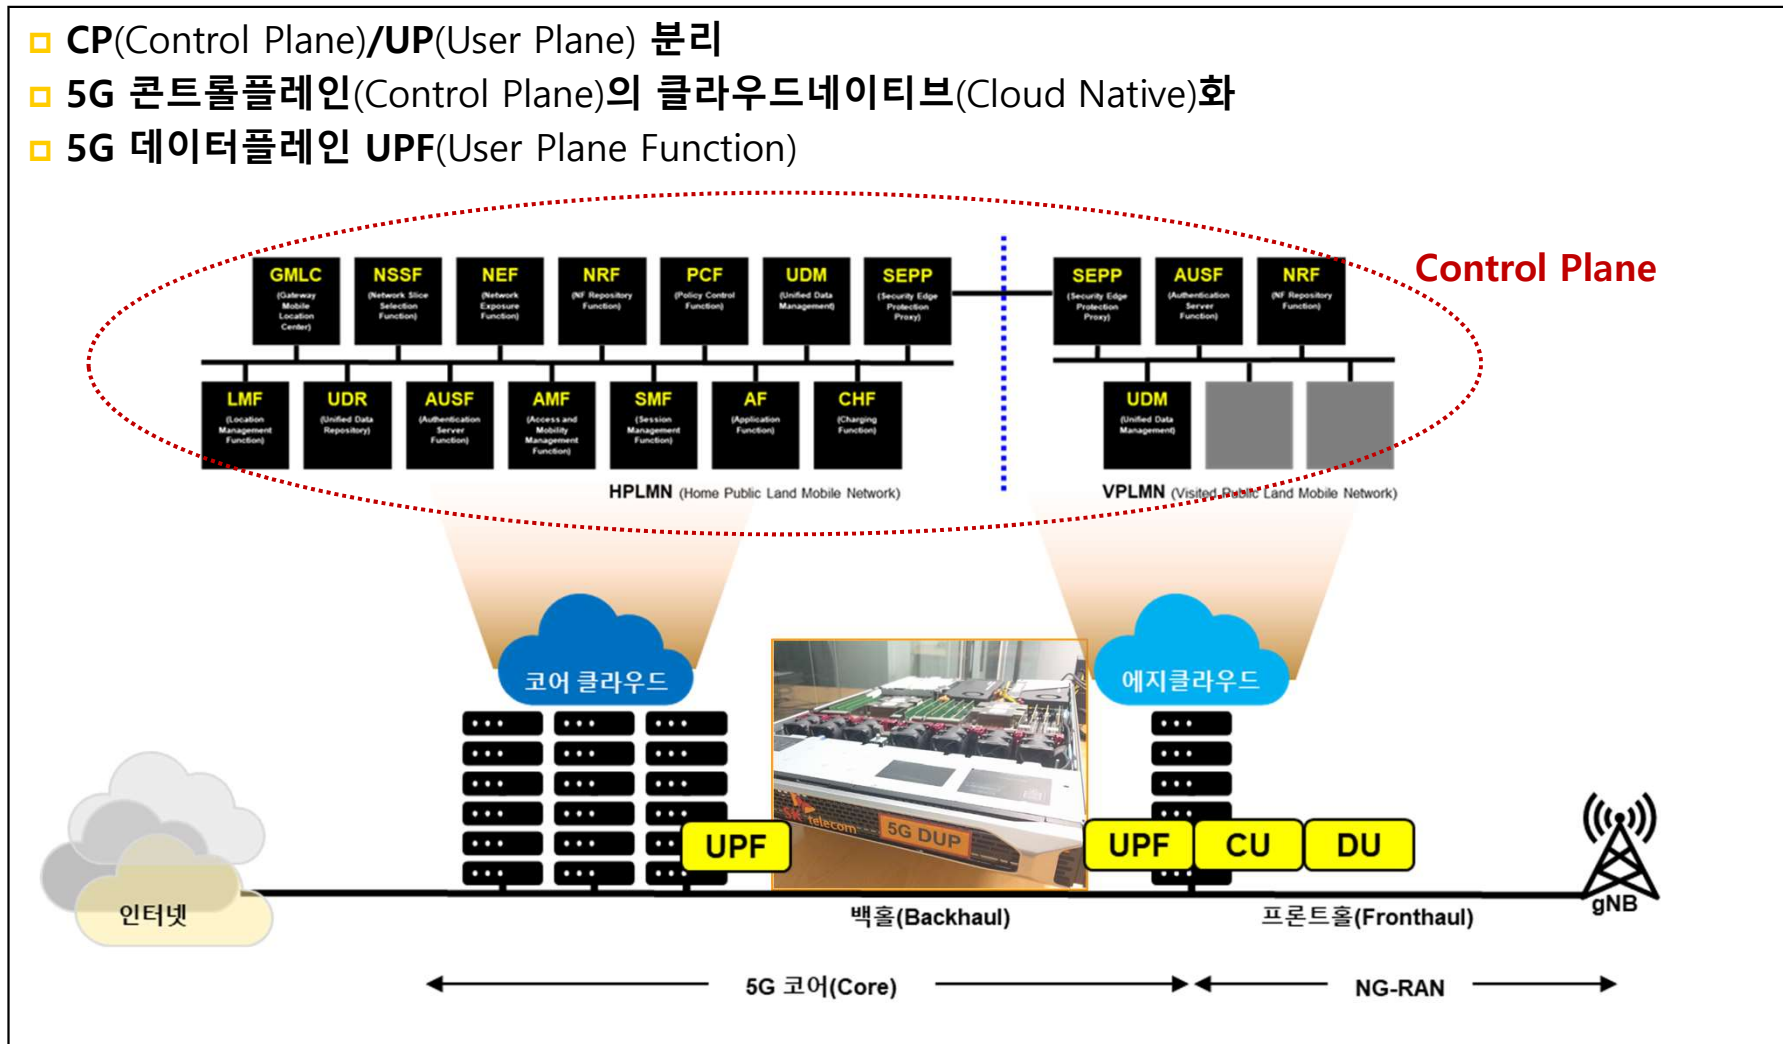 CP(Control Plane)/UP(User Plane) 분리
5G 콘트롤플레인(Control Plane)의 클라우드네이티브(Cloud Native)화
5G 데이터플레인 UPF(User Plane Function)
Control Plane
GMLC
(Gateway
Mobile
Location
Center)
NSSF
(Network Slice
Selection
Function)
NEF
(Network
Exposure
Function)
NRF
(NF Repository
Function)
PCF
(Policy Control
Function)
UDM
(Unified Data
Management)
SEPP
(Security Edge
Protection
Proxy)
SEPP
(Security Edge
Protection
Proxy)
AUSF
(Authentication
Server
Function)
NRF
(NF Repository
Function)
LMF
(Location
Management
Function)
UDR
(Unified Data
Repository)
AUSF
(Authentication
Server
Function)
AMF
(Access and
Mobility
Management
Function)
SMF
(Session
Management
Function)
AF
(Application
Function)
CHF
(Charging
Function)
UDM
(Unified Data
Management)
HPLMN (Home Public Land Mobile Network)
VPLMN (Visited Public Land Mobile Network)
코어 클라우드
에지클라우드
SK telecom
5G DUP
UPF
UPF
CU
DU
인터넷
백홀(Backhaul)
프론트홀(Fronthaul)
gNB
5G 코어(Core)
NG-RAN